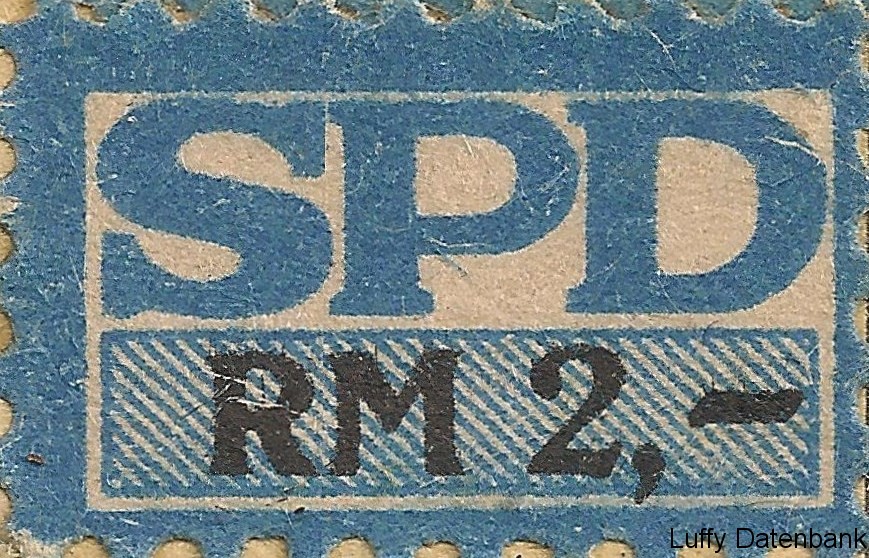 SPD
RM 2,-
Luffy Datenbank